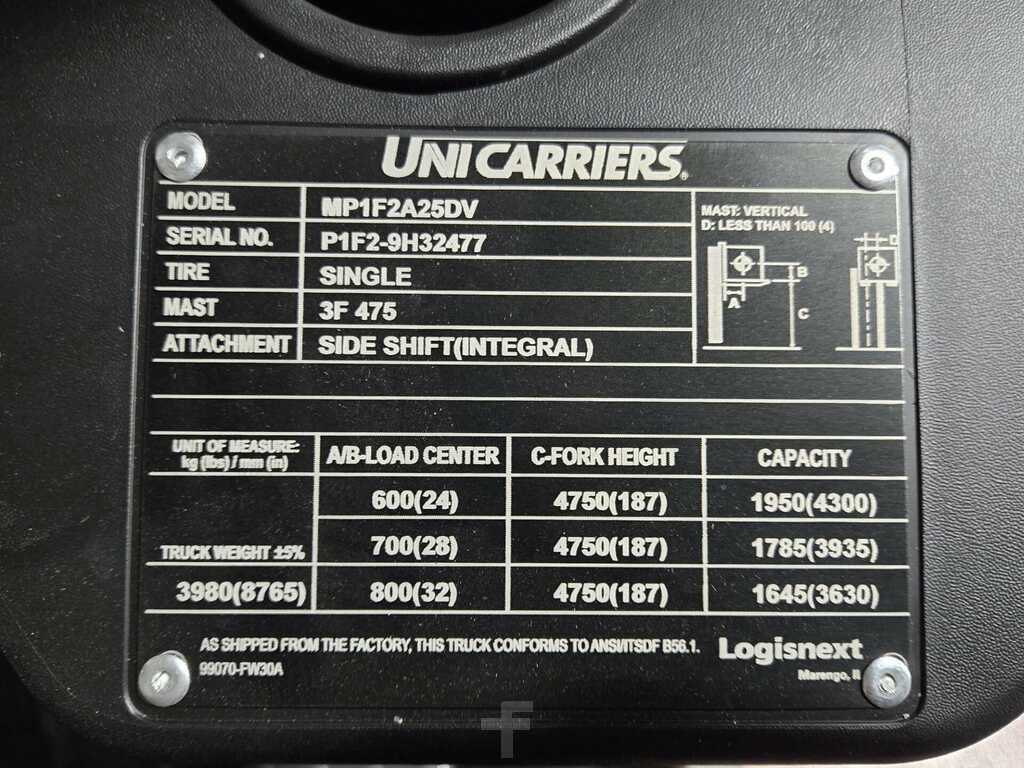 UNICARRIERS®
MODEL MP1F2A25DV
SERIAL NO. P1F2-9H32477
TIRE SINGLE
MAST 3F 475
ATTACHMENT SIDE SHIFT(INTEGRAL)
MAST: VERTICAL
D: LESS THAN 100 (4)
D
B
A
C
UNIT OF MEASURE: kg (lbs) / mm (in) A/B-LOAD CENTER C-FORK HEIGHT CAPACITY
600(24) 4750(187) 1950(4300)
TRUCK WEIGHT ±5% 700(28) 4750(187) 1785(3935)
3980(8765) 800(32) 4750(187) 1645(3630)
AS SHIPPED FROM THE FACTORY, THIS TRUCK CONFORMS TO ANSI/ITSDF B56.1.
99070-FW30A
Logisnext
Marengo, Il
F